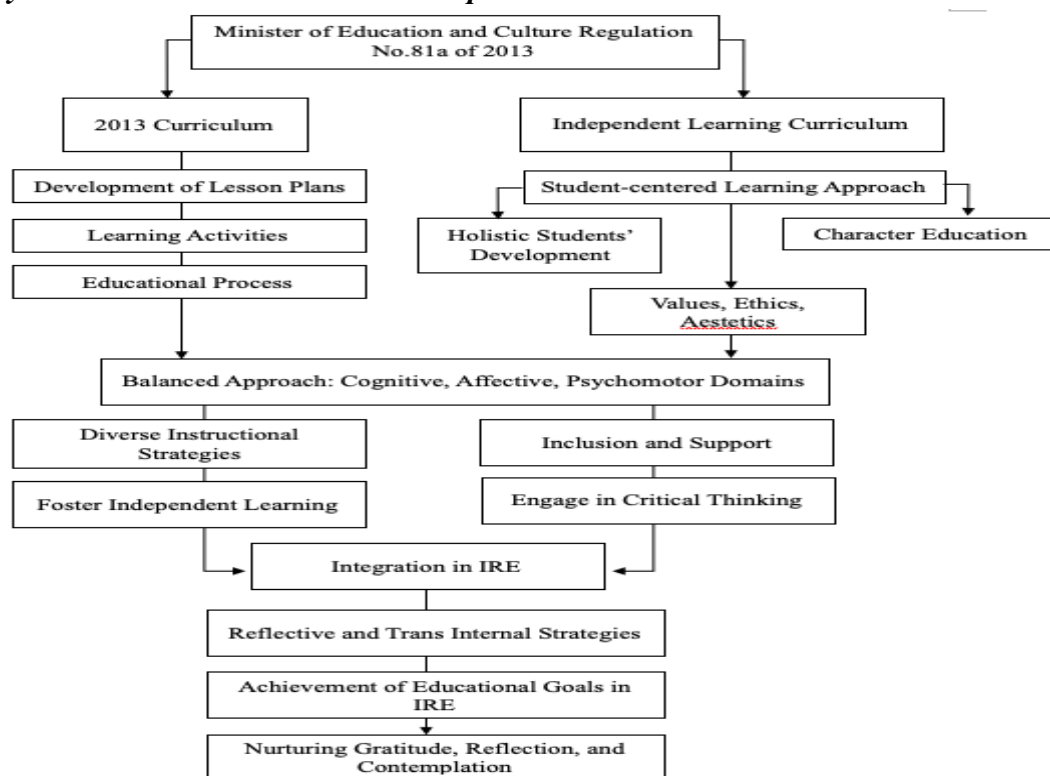 Minister of Education and Culture Regulation
No.81a of 2013
2013 Curriculum
Independent Learning Curriculum
Development of Lesson Plans
Student-centered Learning Approach
Learning Activities
Holistic Students’
Development
Character Education
Educational Process
Values, Ethics,
Aestetics
Balanced Approach: Cognitive, Affective, Psychomotor Domains
Diverse Instructional
Strategies
Inclusion and Support
Foster Independent Learning
Engage in Critical Thinking
Integration in IRE
Reflective and Trans Internal Strategies
Achievement of Educational Goals in
IRE
Nurturing Gratitude, Reflection, and
Contemplation